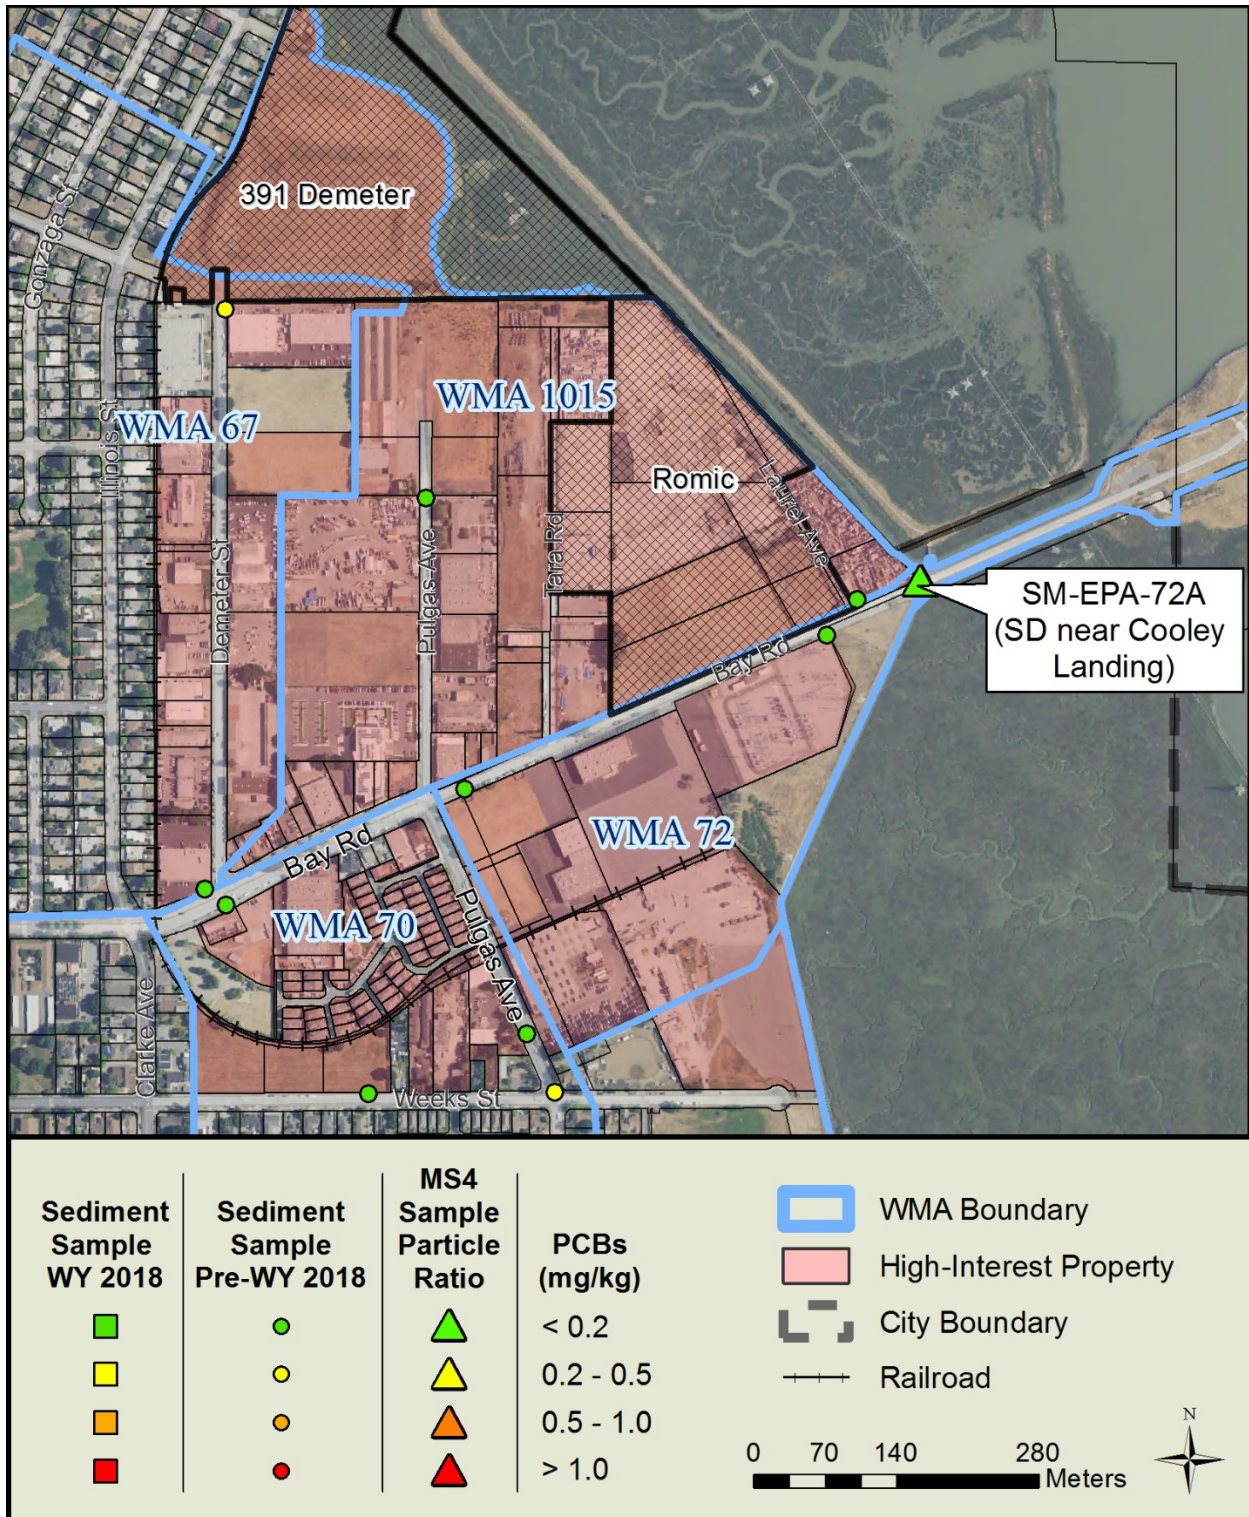 391 Demeter
Gonzaga St
WMA 1015
WMA 67
Illinois St
Romic
Laurel Ave
Tara Rd
Demeter St
Pulgas Ave
SM-EPA-72A
(SD near Cooley
Landing)
Bay Rd
WMA 72
Bay Rd
WMA 70
Pulgas Ave
Clarke Ave
Weeks St
Sediment
Sample
WY 2018
Sediment
Sample
Pre-WY 2018
MS4
Sample
Particle
Ratio
PCBs
(mg/kg)
< 0.2
0.2 - 0.5
0.5 - 1.0
> 1.0
WMA Boundary
High-Interest Property
City Boundary
Railroad
N
0 70 140 280
Meters